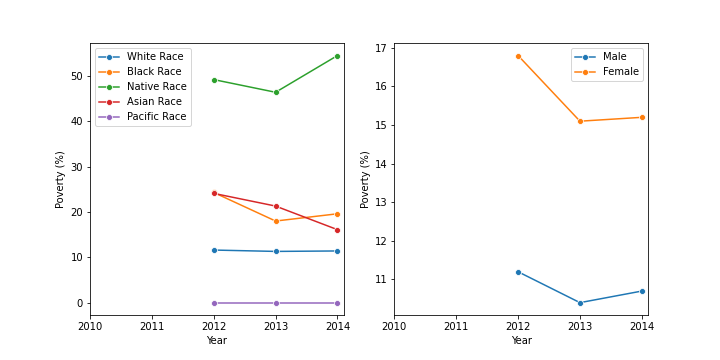 White Race
Black Race
Native Race
Asian Race
Pacific Race
50
40
30
20
10
0
Poverty (%)
2010 2011 2012 2013 2014
Year
Male
Female
17
16
15
14
13
12
11
Poverty (%)
2010 2011 2012 2013 2014
Year